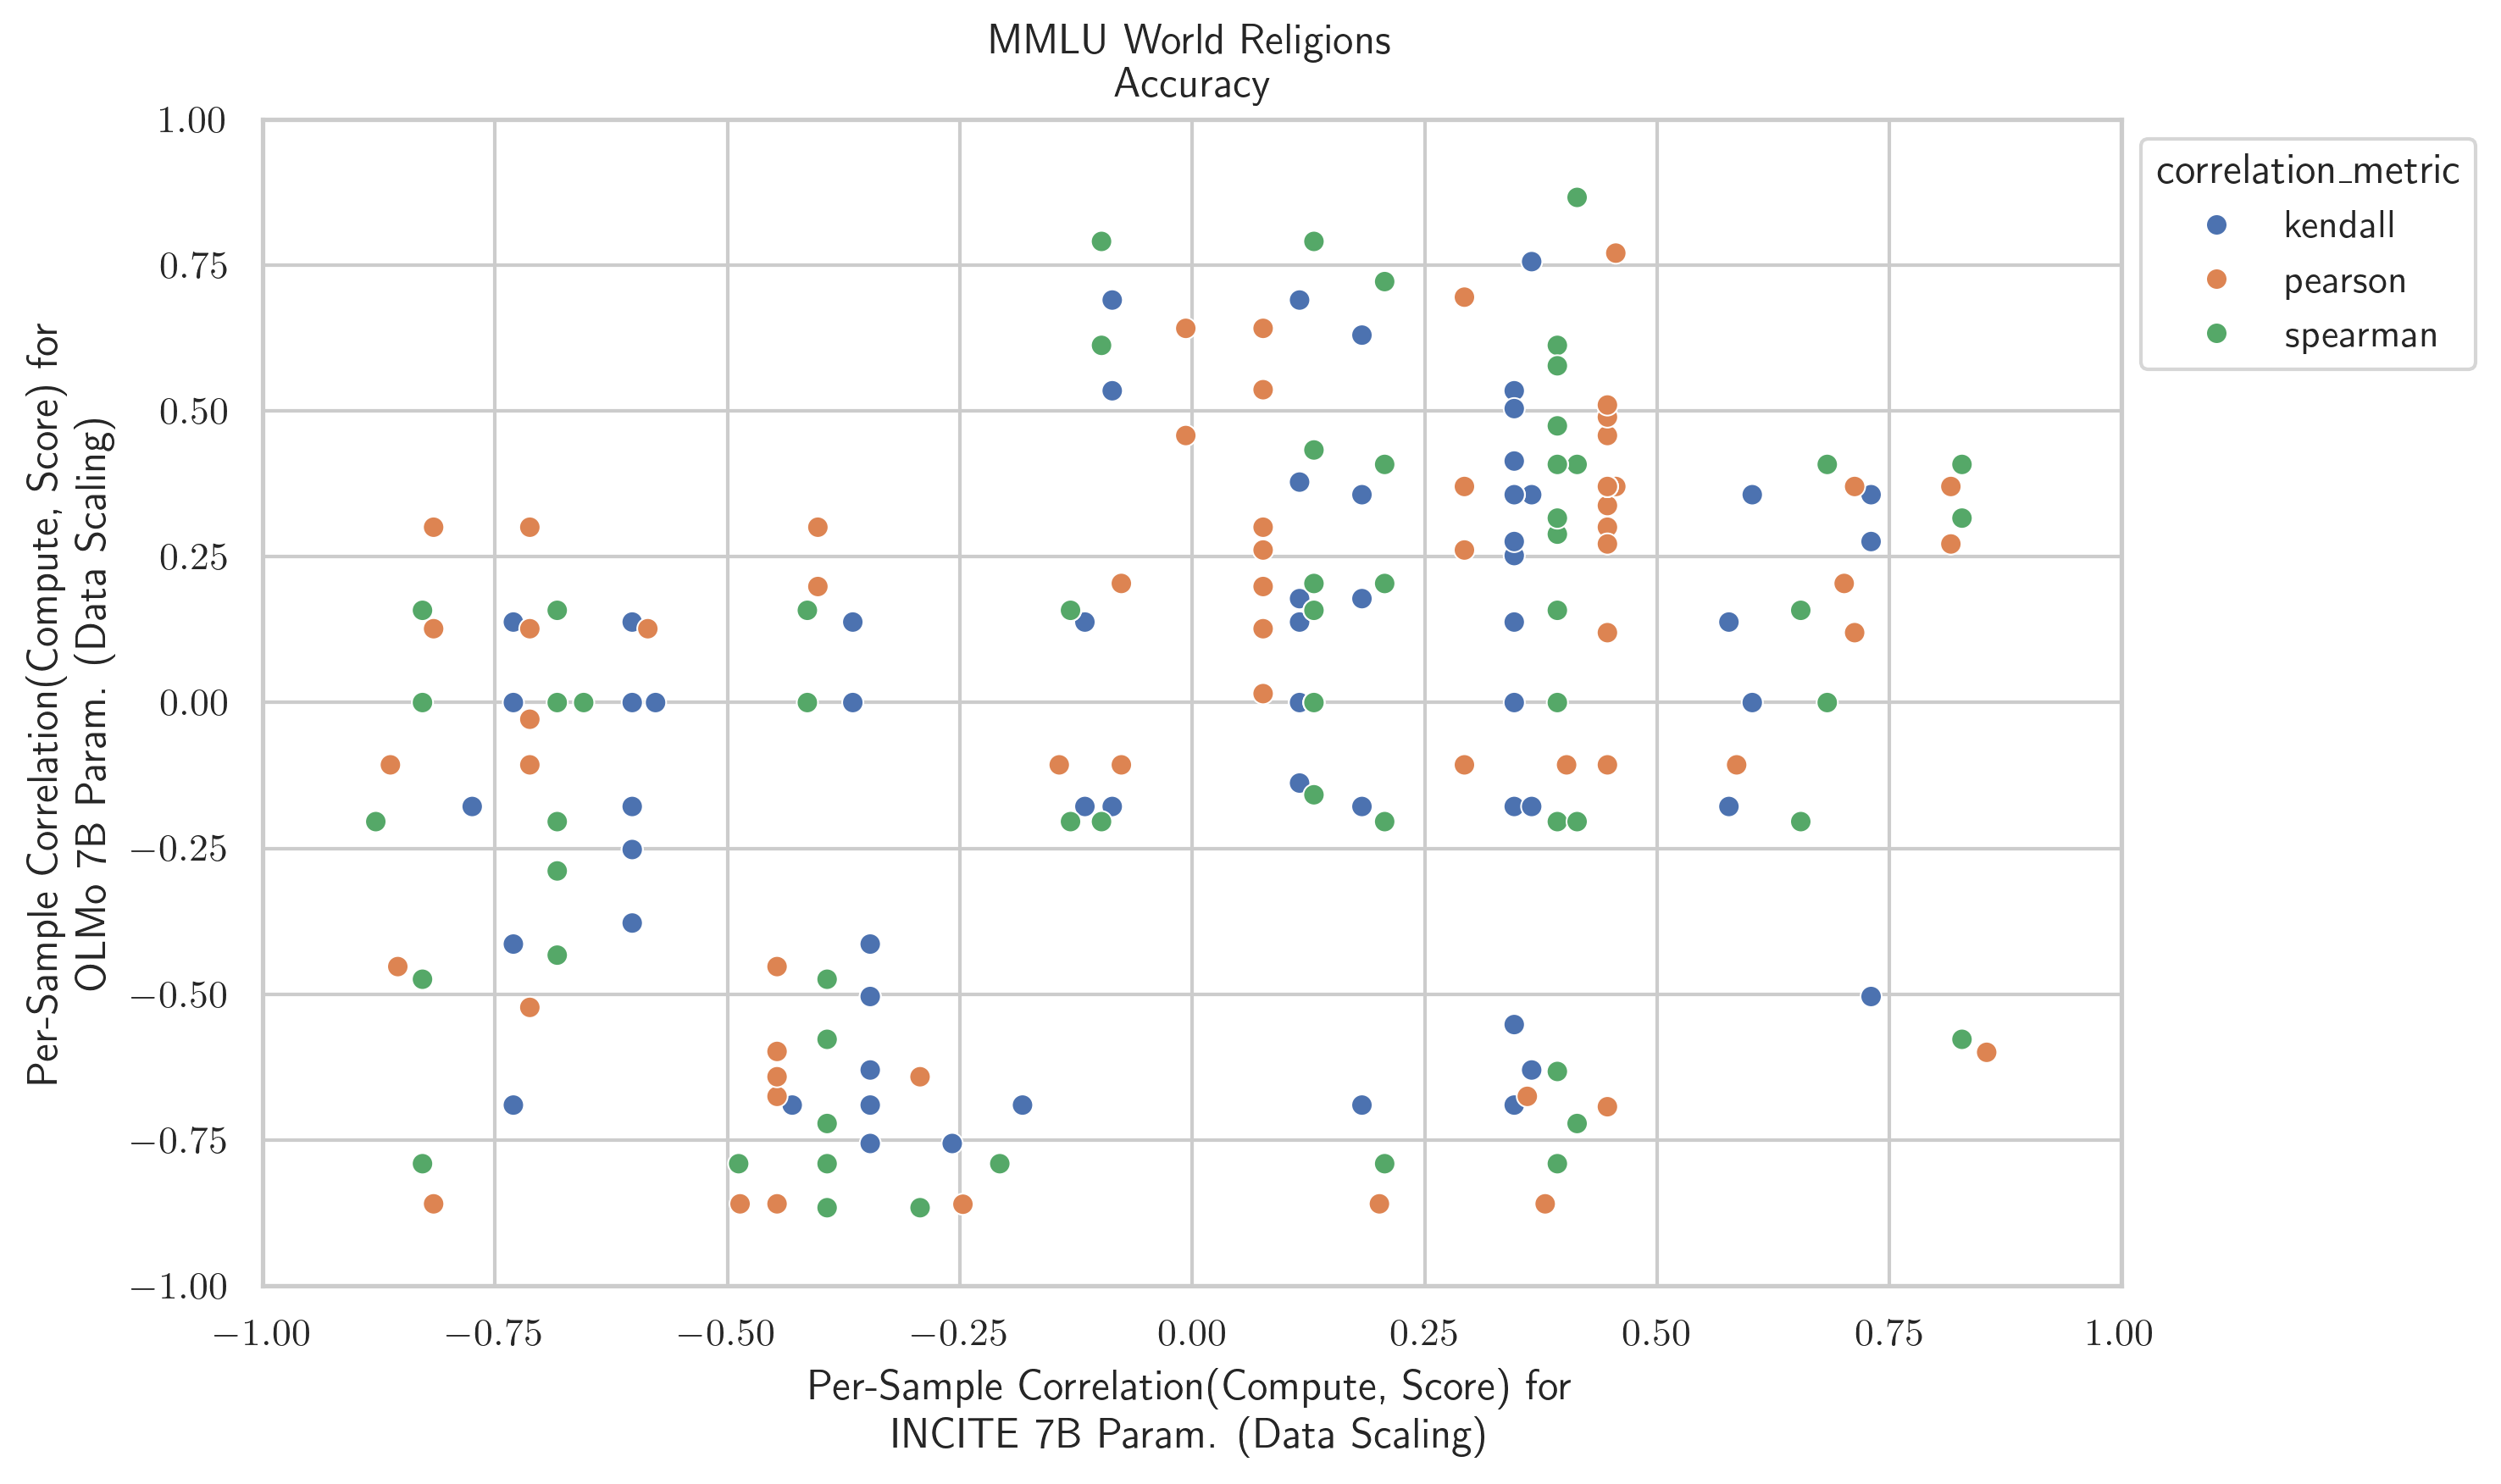 MMLU World Religions
Accuracy
1.00
0.75
0.50
0.25
0.00
−0.25
−0.50
−0.75
−1.00
Per-Sample Correlation(Compute, Score) for
OLMo 7B Param. (Data Scaling)
correlation_metric
kendall
pearson
spearman
−1.00 −0.75 −0.50 −0.25 0.00 0.25 0.50 0.75 1.00
Per-Sample Correlation(Compute, Score) for
INCITE 7B Param. (Data Scaling)